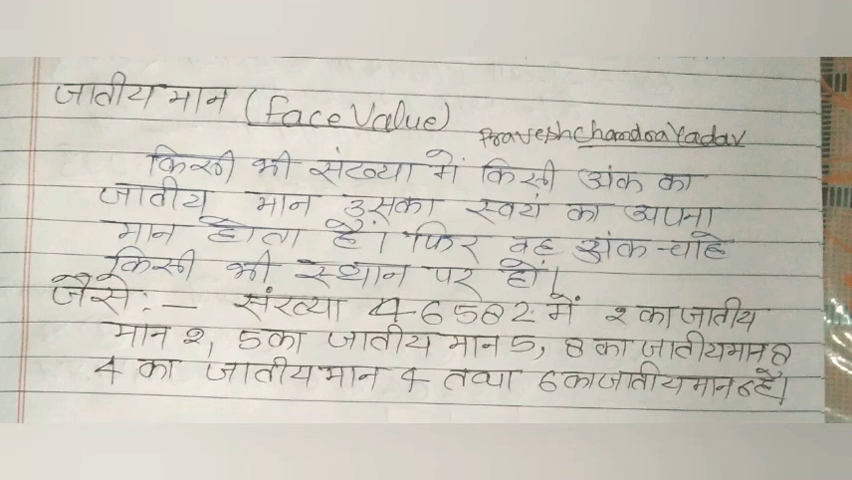 जातीय मान (Face Value)
Pravesh Chandra Yadav
किसी भी संख्या में किसी अंक का
जातीय मान उसका स्वयं का अपना
मान होता है। फिर वह अंक चाहे
किसी भी स्थान पर हो।
जैसे:- संख्या 46582 में 2 का जातीय
मान 2, 5 का जातीय मान 5, 8 का जातीय मान 8
4 का जातीय मान 4 तथा 6 का जातीय मान 6 है।